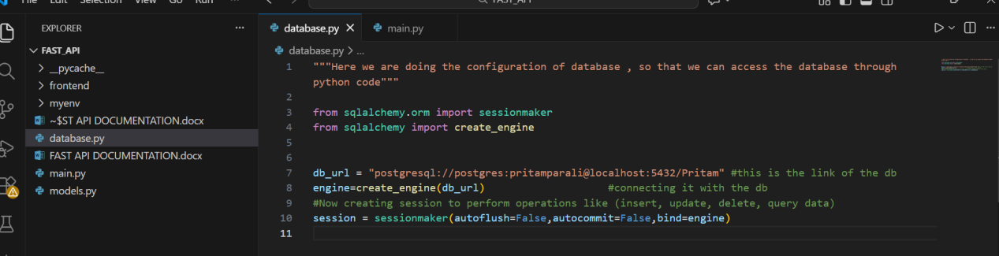 File Edit Selection View Go Run ...
FAST_API
EXPLORER ...
FAST_API
__pycache__
frontend
myenv
~$ST API DOCUMENTATION.docx
database.py
FAST API DOCUMENTATION.docx
main.py
models.py
database.py main.py
database.py > ...
1 """Here we are doing the configuration of database , so that we can access the database through
python code"""
2
3 from sqlalchemy.orm import sessionmaker
4 from sqlalchemy import create_engine
5
6
7 db_url = "postgresql://postgres:pritamparali@localhost:5432/Pritam" #this is the link of the db
8 engine=create_engine(db_url) #connecting it with the db
9 #Now creating session to perform operations like (insert, update, delete, query data)
10 session = sessionmaker(autoflush=False,autocommit=False,bind=engine)
11